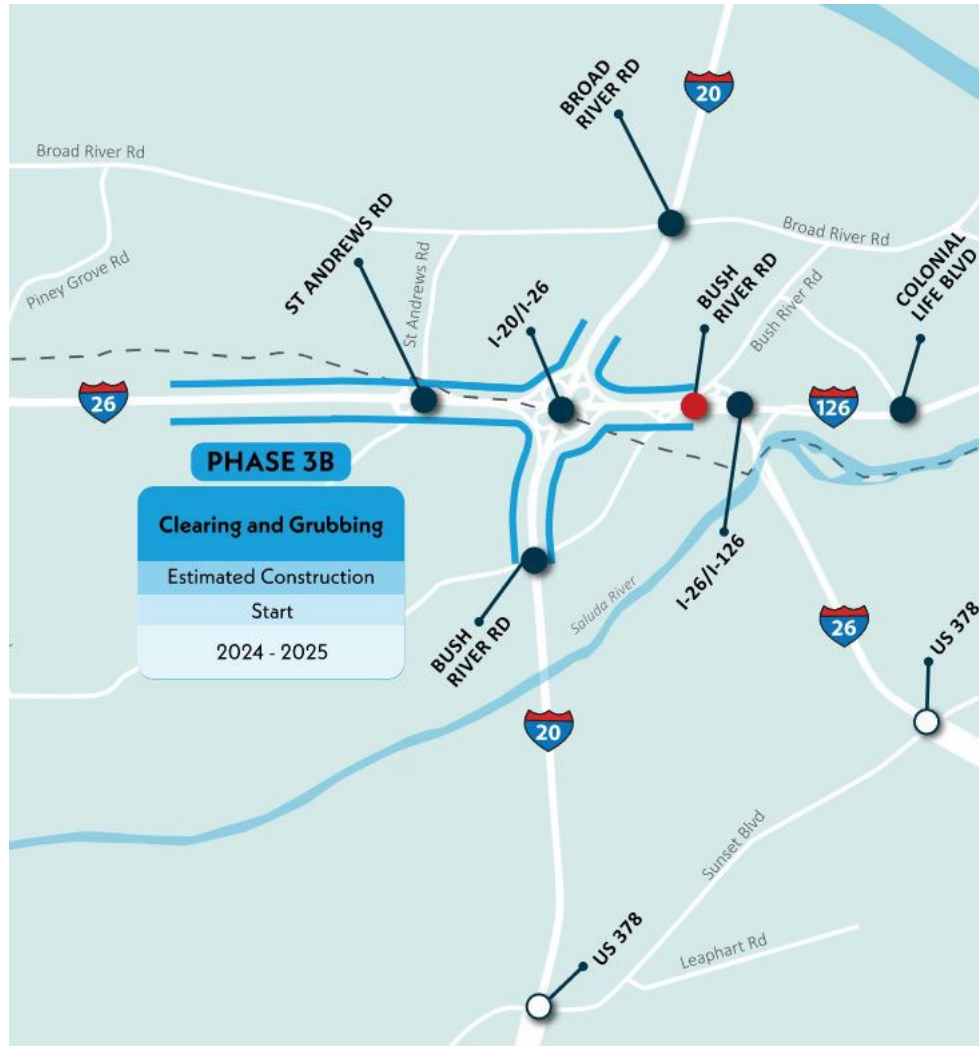 BROAD
RIVER RD
20
Broad River Rd
ST ANDREWS RD
Broad River Rd
Piney Grove Rd
St Andrews Rd
I-20/I-26
BUSH
RIVER RD
Bush River Rd
COLONIAL
LIFE BLVD
26
126
PHASE 3B
Clearing and Grubbing
Estimated Construction
Start
2024 - 2025
I-26/I-126
Saluda River
BUSH
RIVER RD
26
US 378
20
Sunset Blvd
US 378
Leaphart Rd